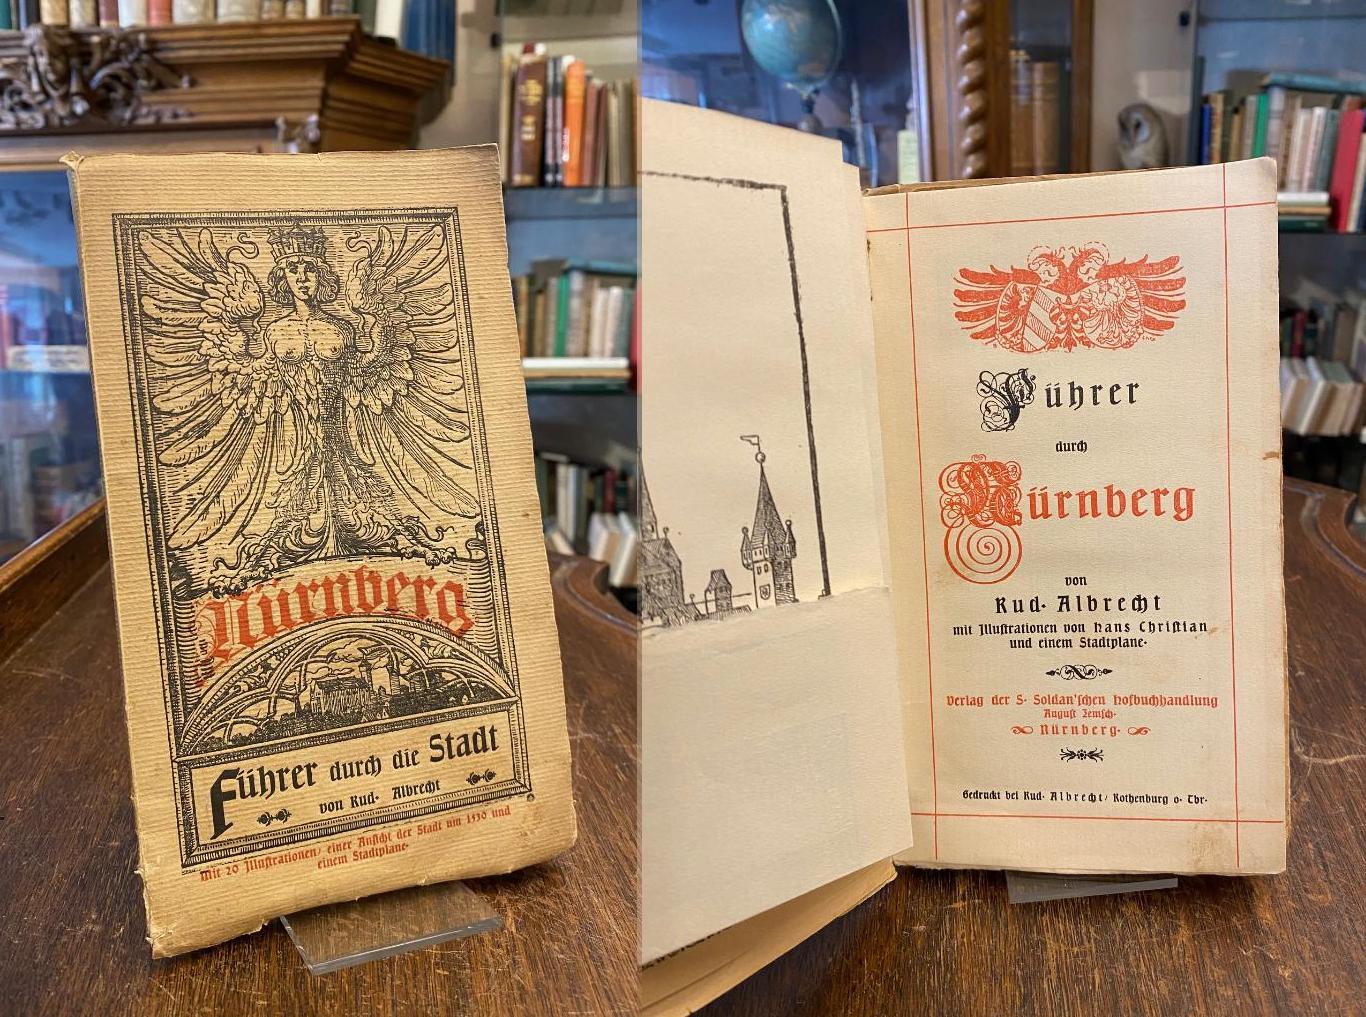 Nürnberg
Führer durch die Stadt
von Rud. Albrecht
Mit 20 Illustrationen, einer Ansicht der Stadt um 1530 und
einem Stadtplane.
Führer
durch
Nürnberg
von
Rud. Albrecht
mit Illustrationen von Hans Christian
und einem Stadtplane.
Verlag der S. Soldan'schen Hofbuchhandlung
August Zemsch.
Nürnberg.
Gedruckt bei Rud. Albrecht, Rothenburg o. Tbr.